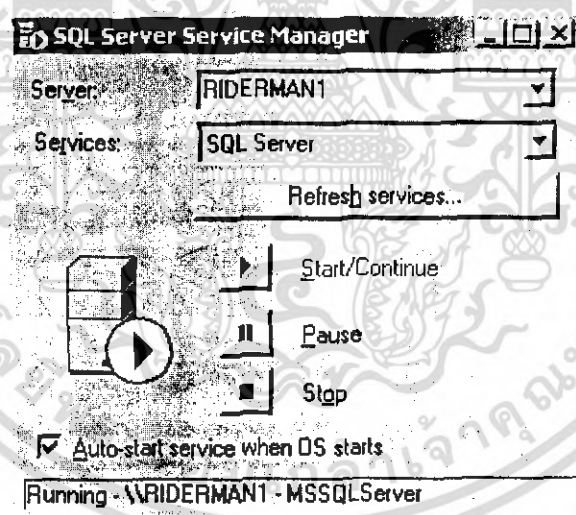 SQL Server Service Manager
Server: RIDERMAN1
Services: SQL Server
Refresh services...
Start/Continue
Pause
Stop
Auto-start service when OS starts
Running - \\RIDERMAN1 - MSSQLServer